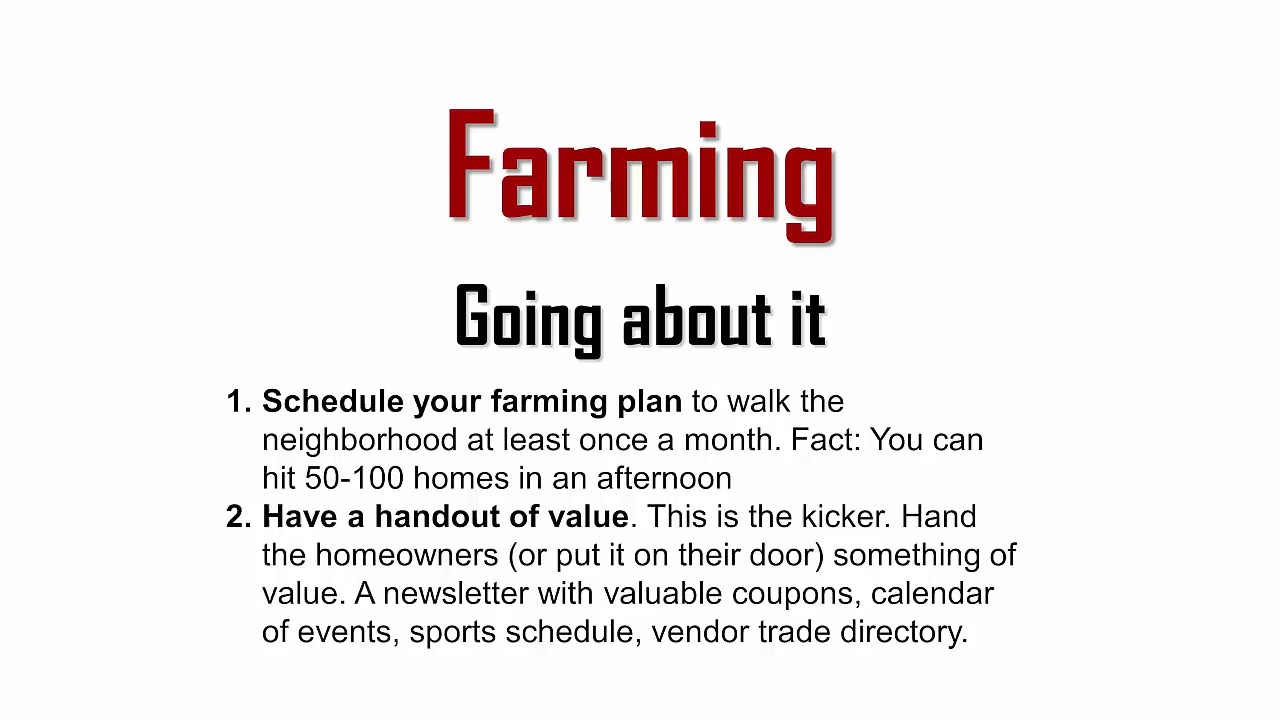 Farming
Going about it
1. Schedule your farming plan to walk the
neighborhood at least once a month. Fact: You can
hit 50-100 homes in an afternoon
2. Have a handout of value. This is the kicker. Hand
the homeowners (or put it on their door) something of
value. A newsletter with valuable coupons, calendar
of events, sports schedule, vendor trade directory.